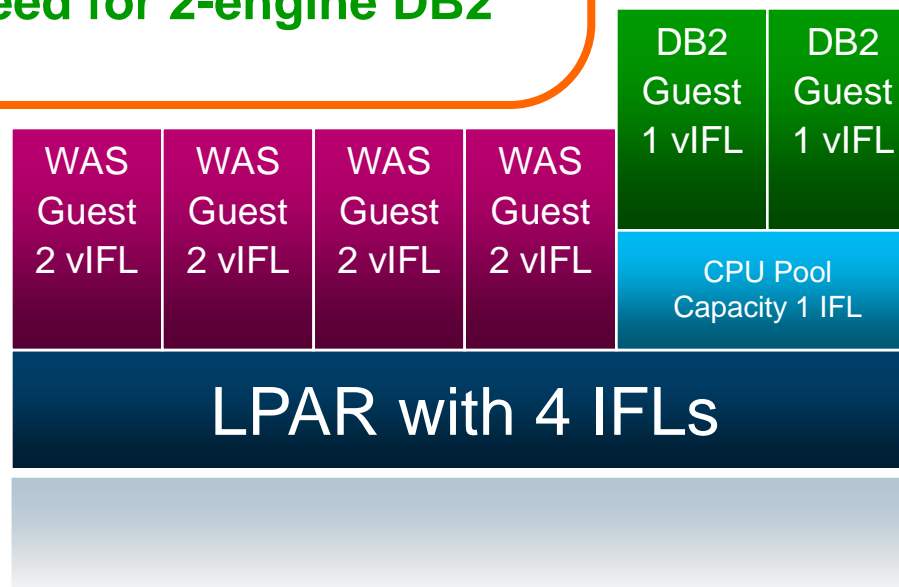 for 2-engine DB2
DB2
Guest
1 vIFL
DB2
Guest
1 vIFL
WAS
Guest
2 vIFL
WAS
Guest
2 vIFL
WAS
Guest
2 vIFL
WAS
Guest
2 vIFL
CPU Pool
Capacity 1 IFL
LPAR with 4 IFLs